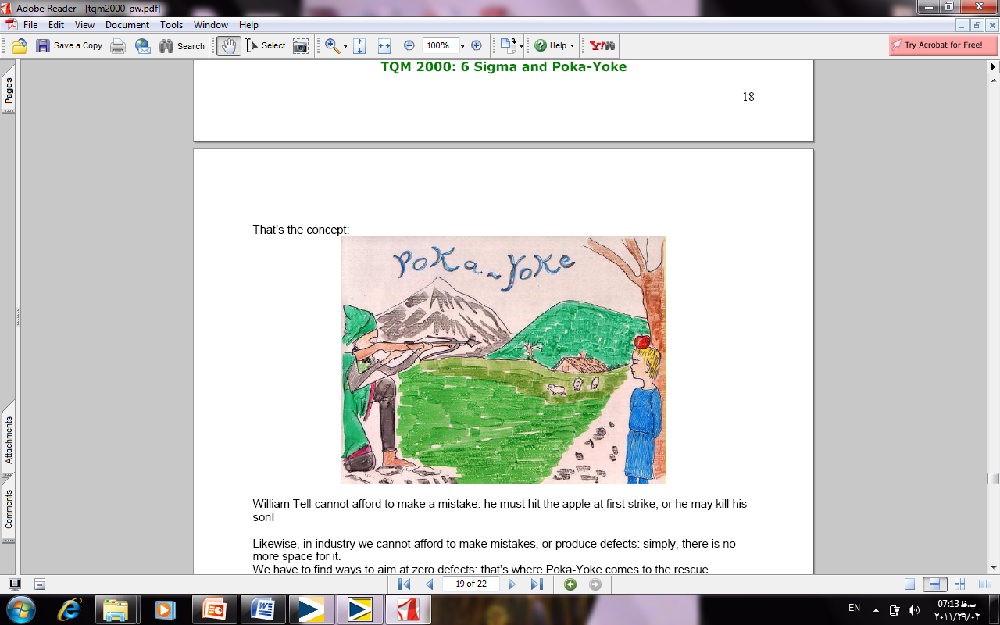 Adobe Reader - [tqm2000_pw.pdf]
File Edit View Document Tools Window Help
Save a Copy Search Select 100% Help Y! Try Acrobat for Free!
Pages
Attachments
Comments
TQM 2000: 6 Sigma and Poka-Yoke
18
That’s the concept:
Poka-Yoke
William Tell cannot afford to make a mistake: he must hit the apple at first strike, or he may kill his
son!
Likewise, in industry we cannot afford to make mistakes, or produce defects: simply, there is no
more space for it.
We have to find ways to aim at zero defects: that’s where Poka-Yoke comes to the rescue.
19 of 22
EN
07:13 ب.ظ
۲۰۱۱/۲۹/۰۴